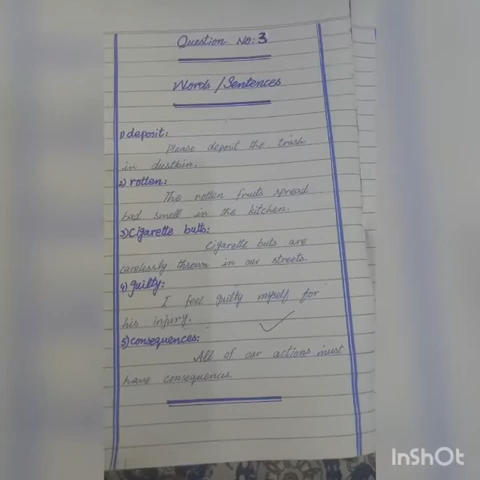 Question No: 3
Words / Sentences
1) deposit:
Please deposit the trash
in dustbin.
2) rotten:
The rotten fruits spread
bad smell in the kitchen.
3) Cigarette butts:
Cigarette buts are
carelessly thrown in our streets.
4) guilty:
I feel guilty myself for
his injury.
5) consequences:
All of our actions must
have consequences.
InShOt